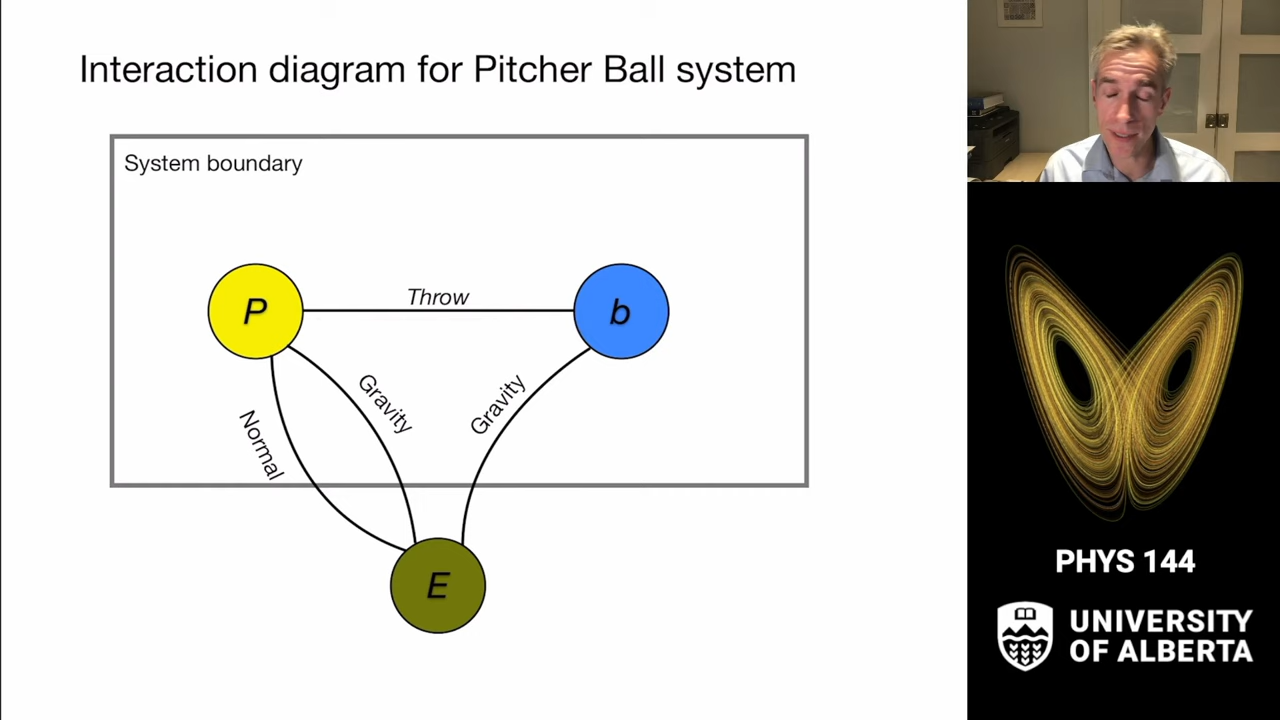 Interaction diagram for Pitcher Ball system
System boundary
P
Throw
b
Gravity
Gravity
Normal
E
PHYS 144
UNIVERSITY
OF ALBERTA